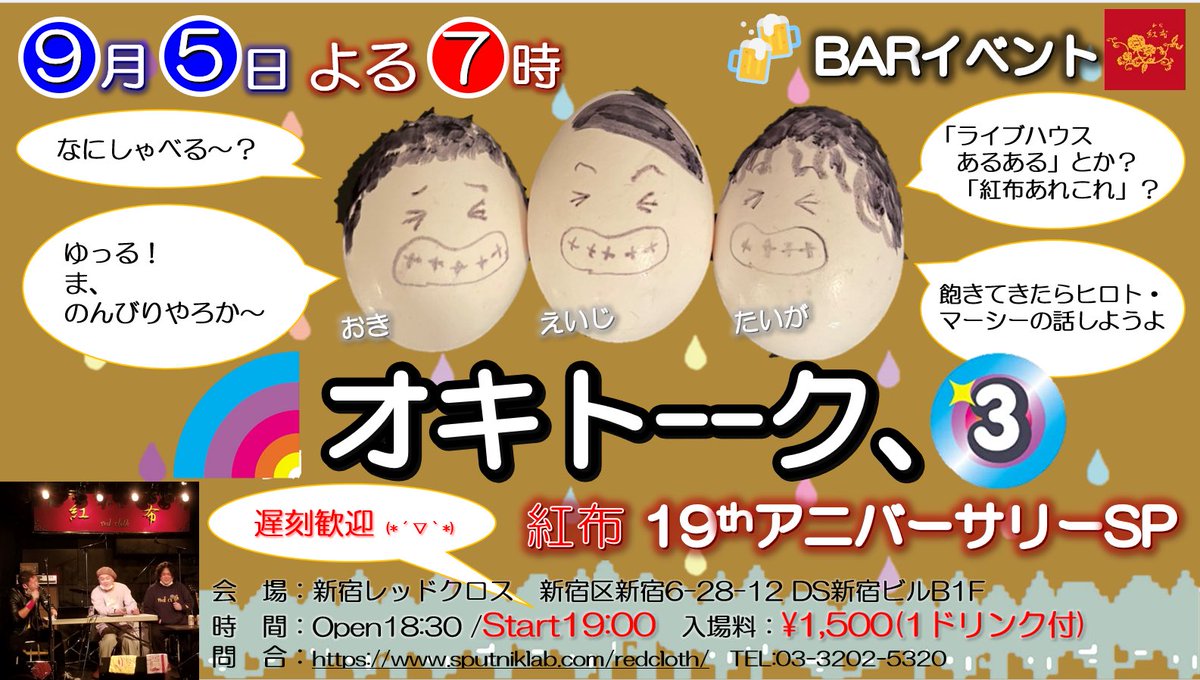 9月5日 よる7時
BARイベント
紅布
なにしゃべる～？
「ライブハウス
あるある」とか？
「紅布あれこれ」？
ゆっる！
ま、
のんびりやろか～
飽きてきたらヒロト・
マーシーの話しようよ
おき
えいじ
たいが
オキトーーク、3
紅布 19thアニバーサリーSP
遅刻歓迎 (*´▽`*)
紅布
red cloth
会　場：新宿レッドクロス　新宿区新宿6-28-12 DS新宿ビルB1F
時　間：Open18:30 /Start19:00　入場料：¥1,500(1ドリンク付)
問　合：https://www.sputniklab.com/redcloth/　TEL:03-3202-5320